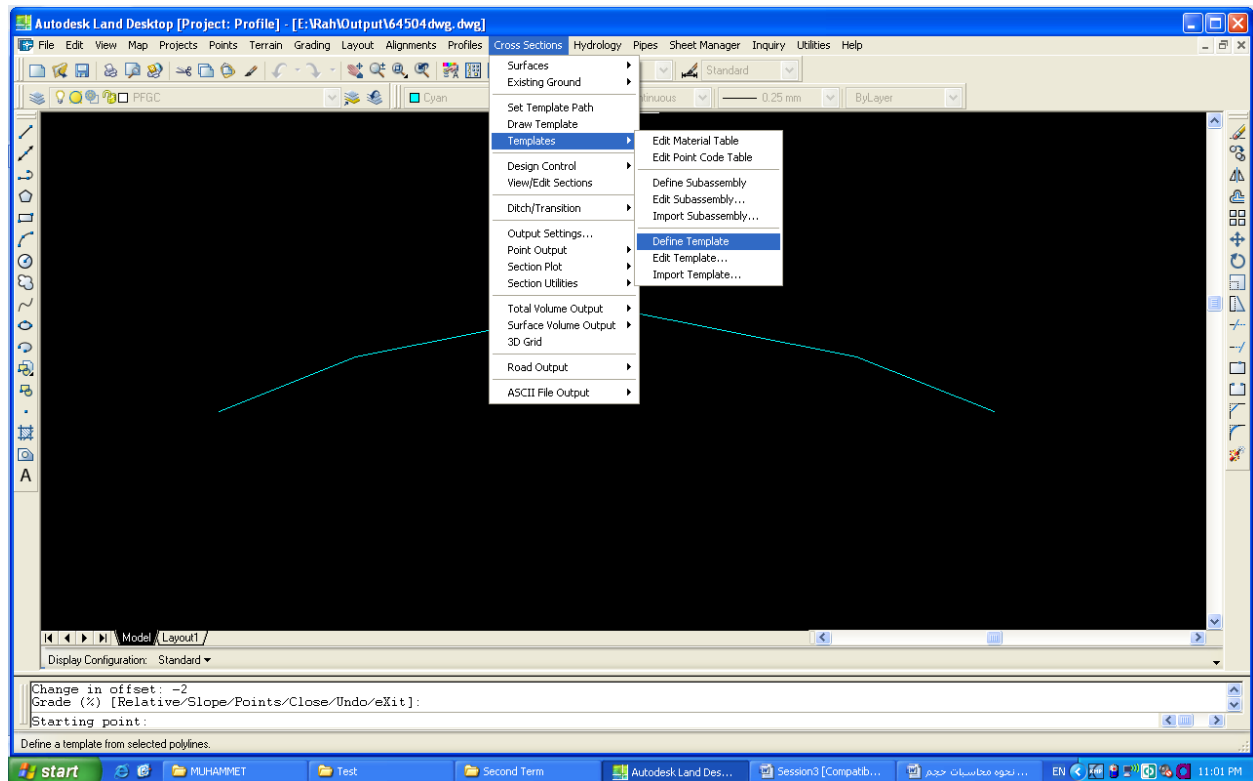 Autodesk Land Desktop [Project: Profile] - [E:\Rah\Output\64504dwg.dwg]
File Edit View Map Projects Points Terrain Grading Layout Alignments Profiles Cross Sections Hydrology Pipes Sheet Manager Inquiry Utilities Help
Standard
PFGC Cyan ntinuous 0.25 mm ByLayer
Surfaces
Existing Ground
Set Template Path
Draw Template
Templates
Design Control
View/Edit Sections
Ditch/Transition
Output Settings...
Point Output
Section Plot
Section Utilities
Total Volume Output
Surface Volume Output
3D Grid
Road Output
ASCII File Output
Edit Material Table
Edit Point Code Table
Define Subassembly
Edit Subassembly...
Import Subassembly...
Define Template
Edit Template...
Import Template...
A
Model Layout1
Display Configuration: Standard
Change in offset: -2
Grade (%) [Relative/Slope/Points/Close/Undo/eXit]:
Starting point:
Define a template from selected polylines.
start MUHAMMET Test Second Term Autodesk Land Des... Session3 [Compatib... نحوه محاسبات حجم ... EN 11:01 PM